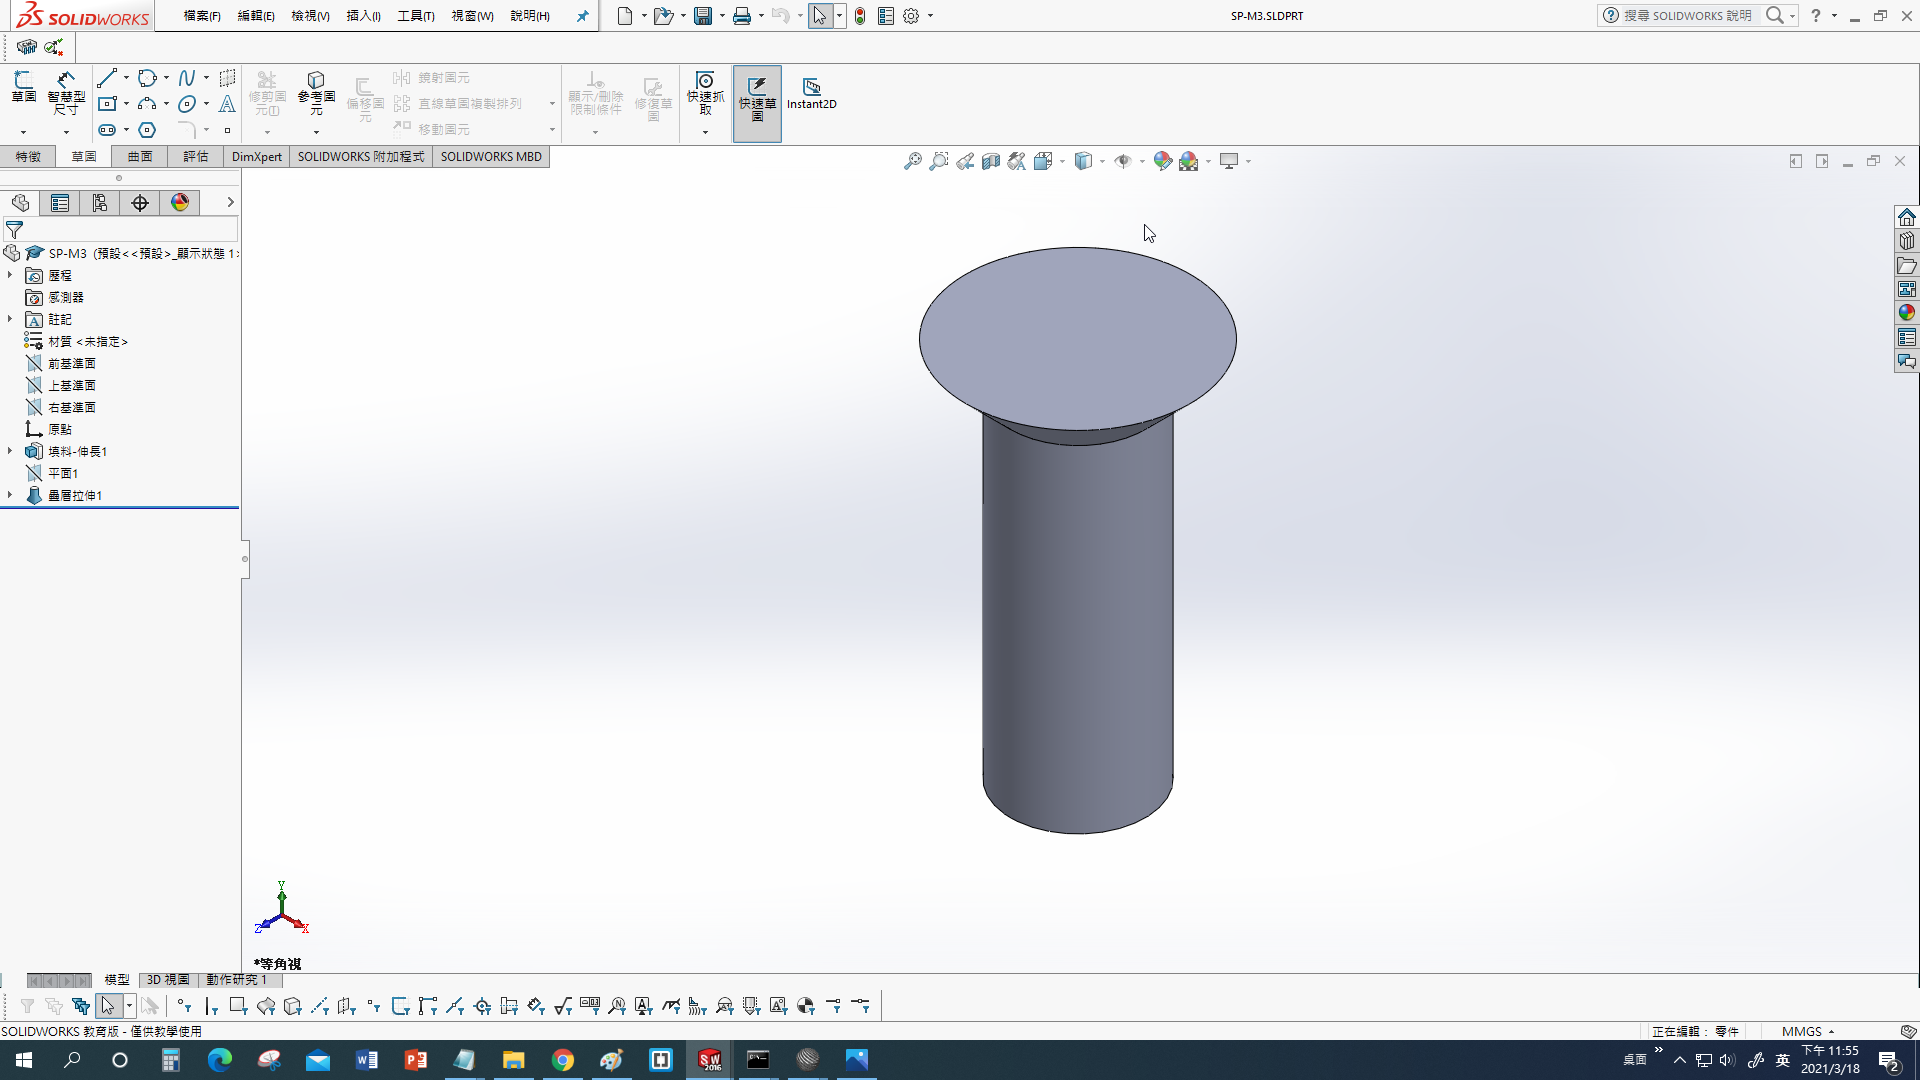 SOLIDWORKS
檔案(F) 編輯(E) 檢視(V) 插入(I) 工具(T) 視窗(W) 說明(H)
SP-M3.SLDPRT
搜尋 SOLIDWORKS 說明
草圖
智慧型尺寸
修剪圖元(T)
參考圖元
偏移圖元
鏡射圖元
直線草圖複製排列
移動圖元
顯示/刪除限制條件
修復草圖
快速抓取
快速草圖
Instant2D
特徵 草圖 曲面 評估 DimXpert SOLIDWORKS 附加程式 SOLIDWORKS MBD
SP-M3 (預設<<預設>_顯示狀態 1>
歷程
感測器
註記
材質 <未指定>
前基準面
上基準面
右基準面
原點
填料-伸長1
平面1
疊層拉伸1
Y
Z
X
*等角視
模型 3D 視圖 動作研究 1
SOLIDWORKS 教育版 - 僅供教學使用
正在編輯： 零件
MMGS
桌面
英
下午 11:55
2021/3/18
2
SW
2016